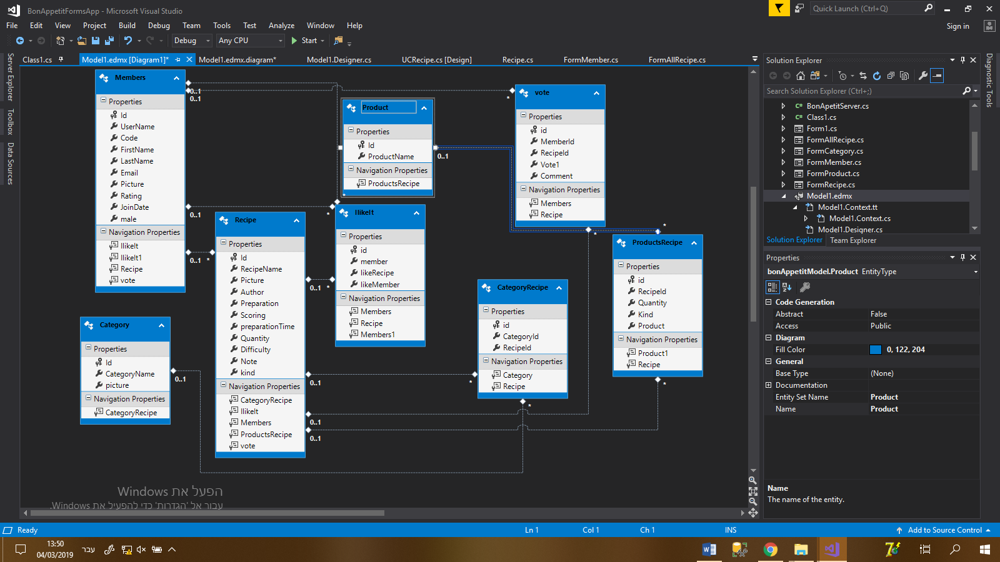 BonAppetitFormsApp - Microsoft Visual Studio
Quick Launch (Ctrl+Q)
File Edit View Project Build Debug Team Tools Test Analyze Window Help
Sign in
Debug Any CPU Start
Class1.cs Model1.edmx [Diagram1]* Model1.edmx.diagram* Model1.Designer.cs UCRecipe.cs [Design] Recipe.cs FormMember.cs FormAllRecipe.cs
Server Explorer
Toolbox
Data Sources
Members
Properties
Id
UserName
Code
FirstName
LastName
Email
Picture
Rating
JoinDate
male
Navigation Properties
IlikeIt
IlikeIt1
Recipe
vote
0..1
0..1
0..1
0..1
*
*
*
*
Product
Properties
Id
ProductName
Navigation Properties
ProductsRecipe
0..1
*
vote
Properties
id
MemberId
RecipeId
Vote1
Comment
Navigation Properties
Members
Recipe
*
Recipe
Properties
Id
RecipeName
Picture
Author
Preparation
Scoring
preparationTime
Quantity
Difficulty
Note
kind
Navigation Properties
CategoryRecipe
IlikeIt
Members
ProductsRecipe
vote
0..1
*
0..1
*
0..1
0..1
IlikeIt
Properties
id
member
likeRecipe
likeMember
Navigation Properties
Members
Recipe
Members1
ProductsRecipe
Properties
id
RecipeId
Quantity
Kind
Product
Navigation Properties
Product1
Recipe
*
CategoryRecipe
Properties
id
CategoryId
RecipeId
Navigation Properties
Category
Recipe
*
Category
Properties
Id
CategoryName
picture
Navigation Properties
CategoryRecipe
0..1
הפעל את Windows
עבור אל 'הגדרות' כדי להפעיל את Windows.
Solution Explorer
Search Solution Explorer (Ctrl+;)
C# BonApetitServer.cs
C# Class1.cs
Form1.cs
FormAllRecipe.cs
FormCategory.cs
FormMember.cs
FormProduct.cs
FormRecipe.cs
Model1.edmx
Model1.Context.tt
Model1.Context.cs
Model1.Designer.cs
Solution Explorer Team Explorer
Diagnostic Tools
Properties
bonAppetitModel.Product EntityType
Code Generation
Abstract False
Access Public
Diagram
Fill Color 0, 122, 204
General
Base Type (None)
Documentation
Entity Set Name Product
Name Product
Name
The name of the entity.
Ready Ln 1 Col 1 Ch 1 INS Add to Source Control
13:50
04/03/2019
עבר